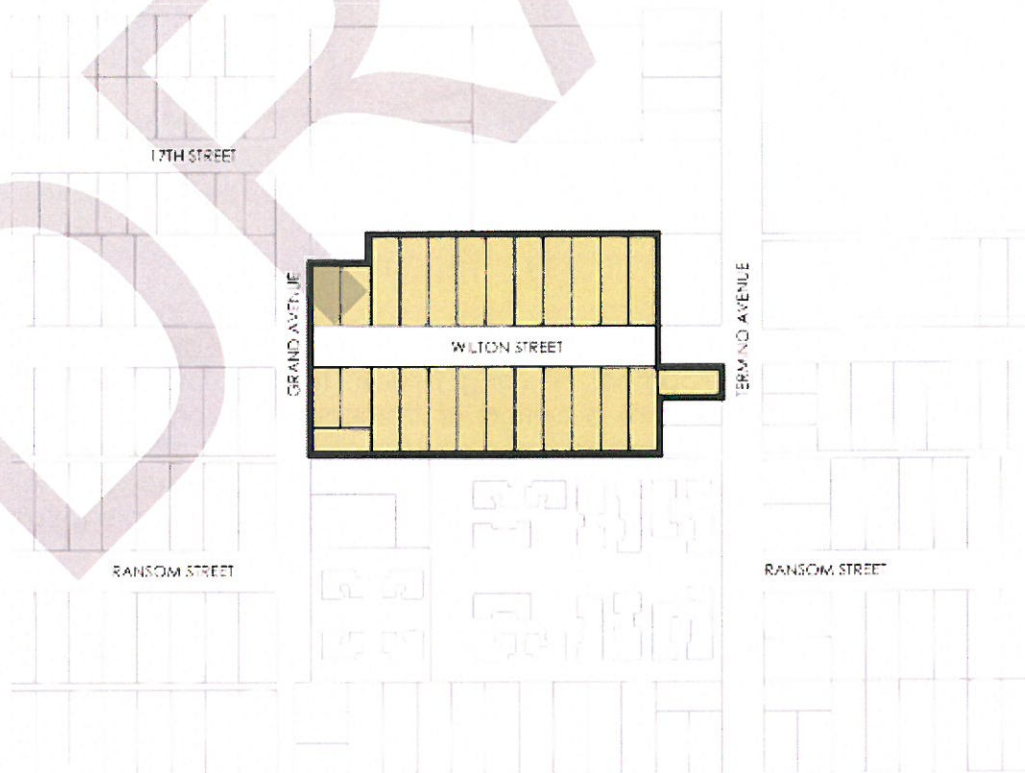 17TH STREET
GRAND AVENUE
WILTON STREET
TERMINO AVENUE
RANSOM STREET
RANSOM STREET